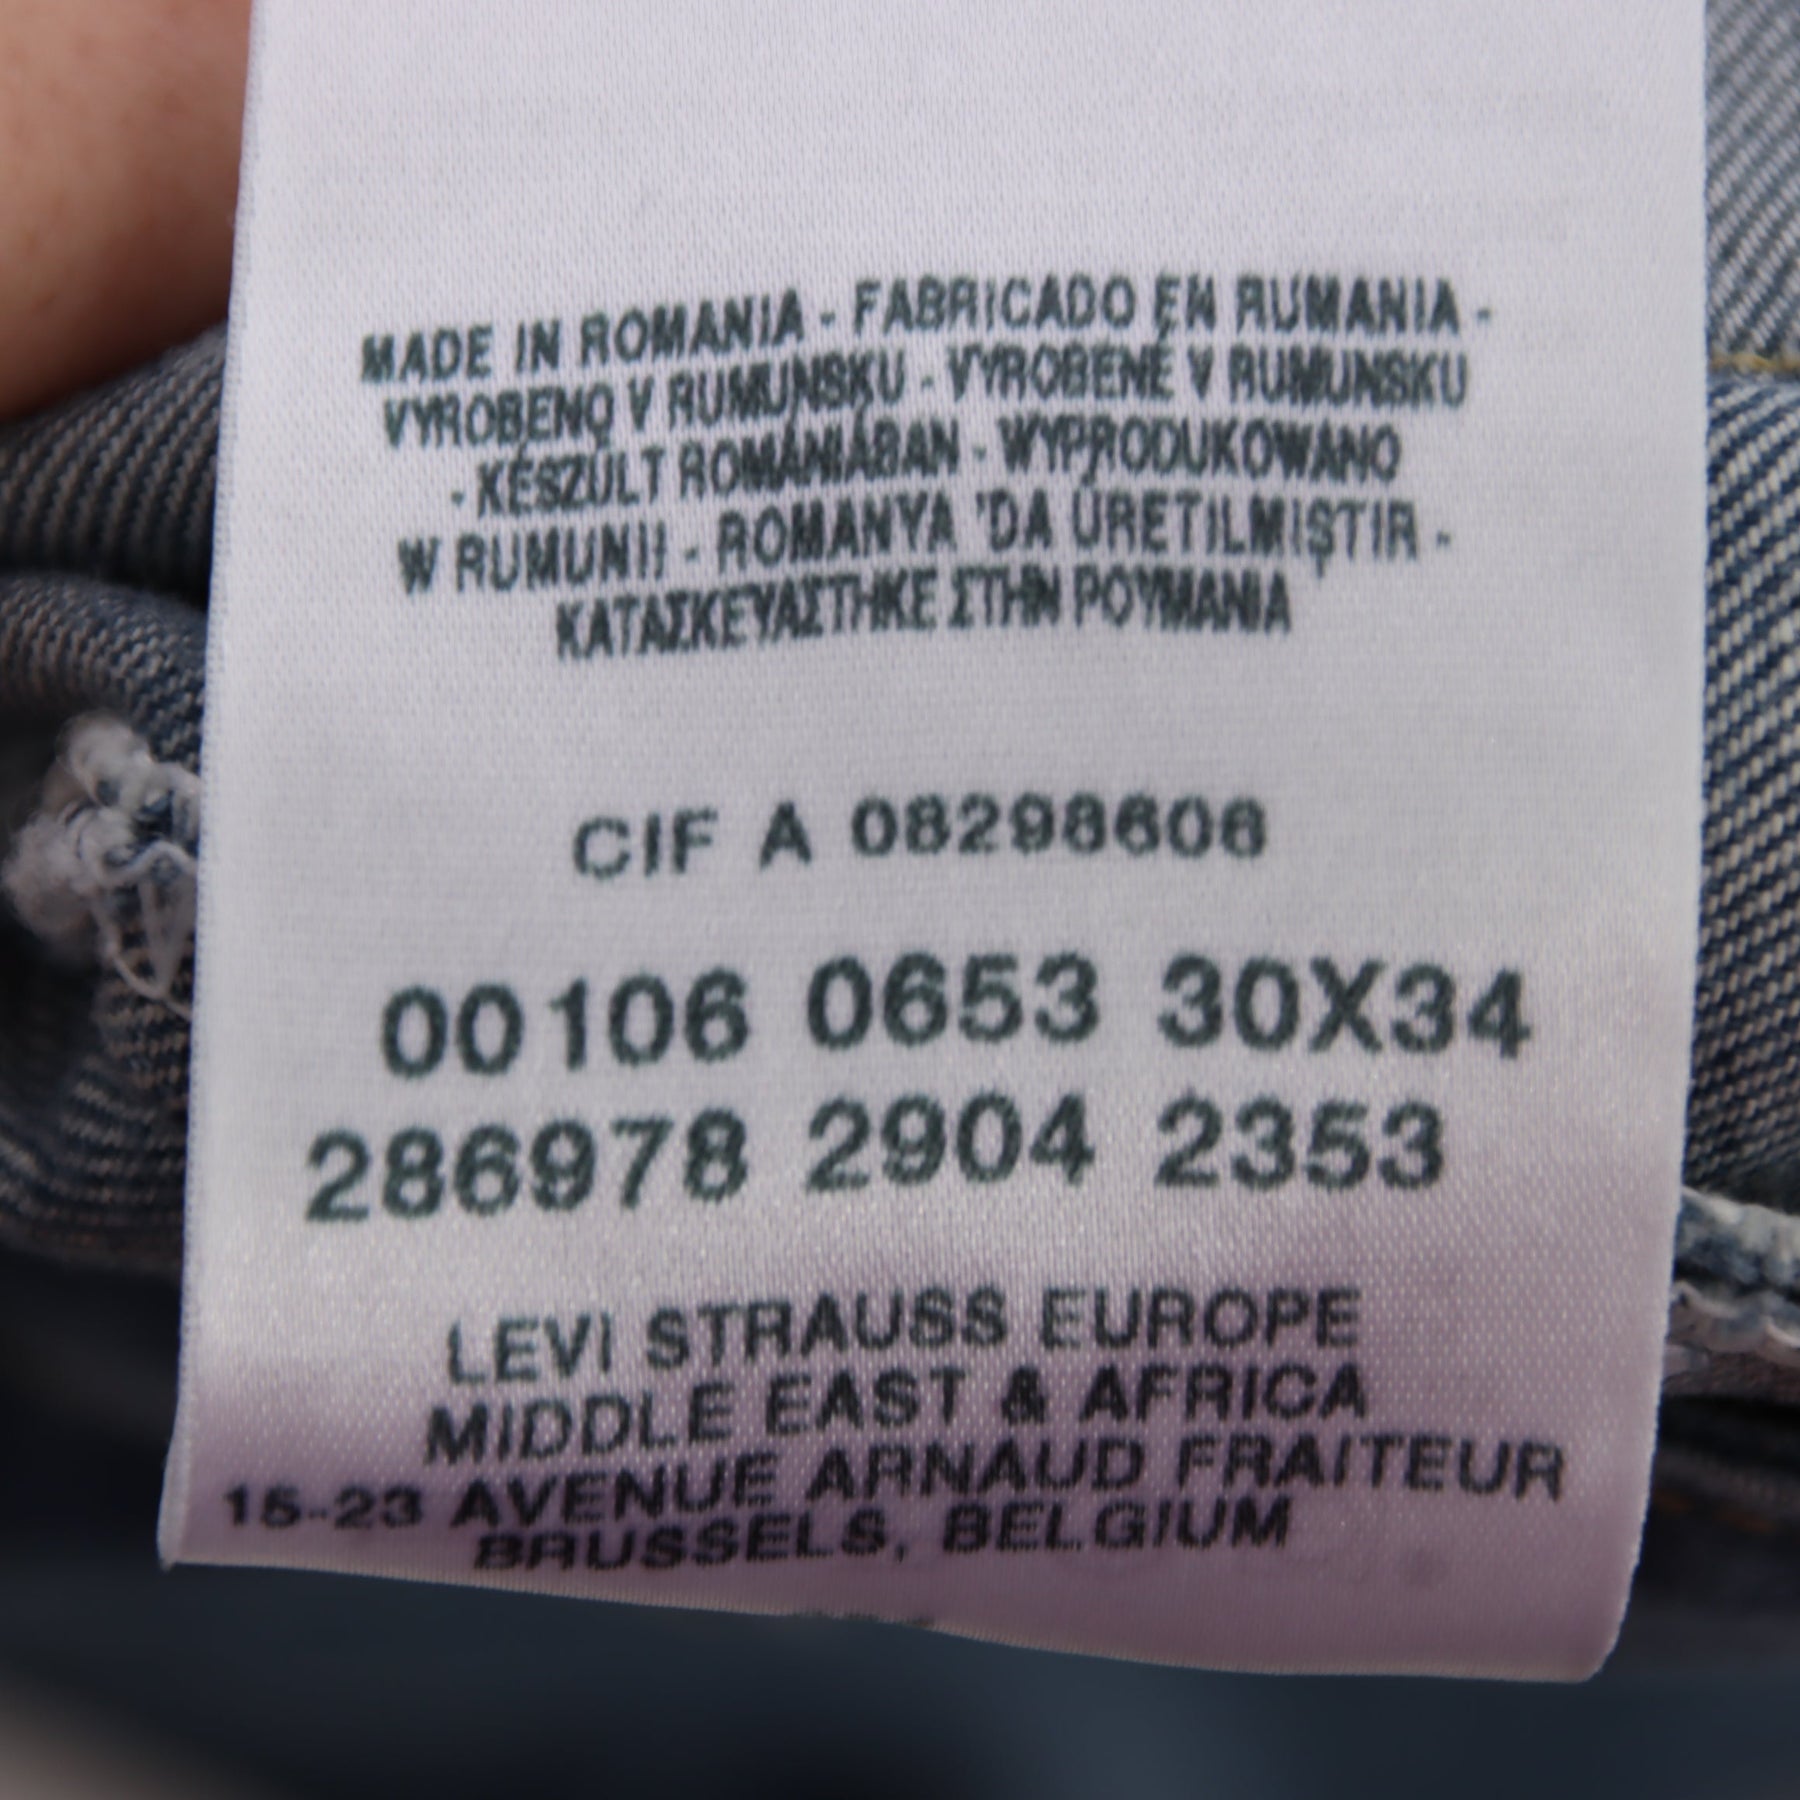 MADE IN ROMANIA - FABRICADO EN RUMANIA -
VYROBENO V RUMUNSKU - VYROBENÉ V RUMUNSKU
- KÉSZÜLT ROMÁNIÁBAN - WYPRODUKOWANO
W RUMUNII - ROMANYA 'DA ÜRETILMIŞTIR -
ΚΑΤΑΣΚΕΥΑΣΤΗΚΕ ΣΤΗΝ ΡΟΥΜΑΝΙΑ
CIF A 08298606
00106 0653 30X34
286978 2904 2353
LEVI STRAUSS EUROPE
MIDDLE EAST & AFRICA
15-23 AVENUE ARNAUD FRAITEUR
BRUSSELS, BELGIUM